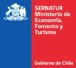 SERNATUR
Ministerio de
Economía,
Fomento y
Turismo
Gobierno de Chile